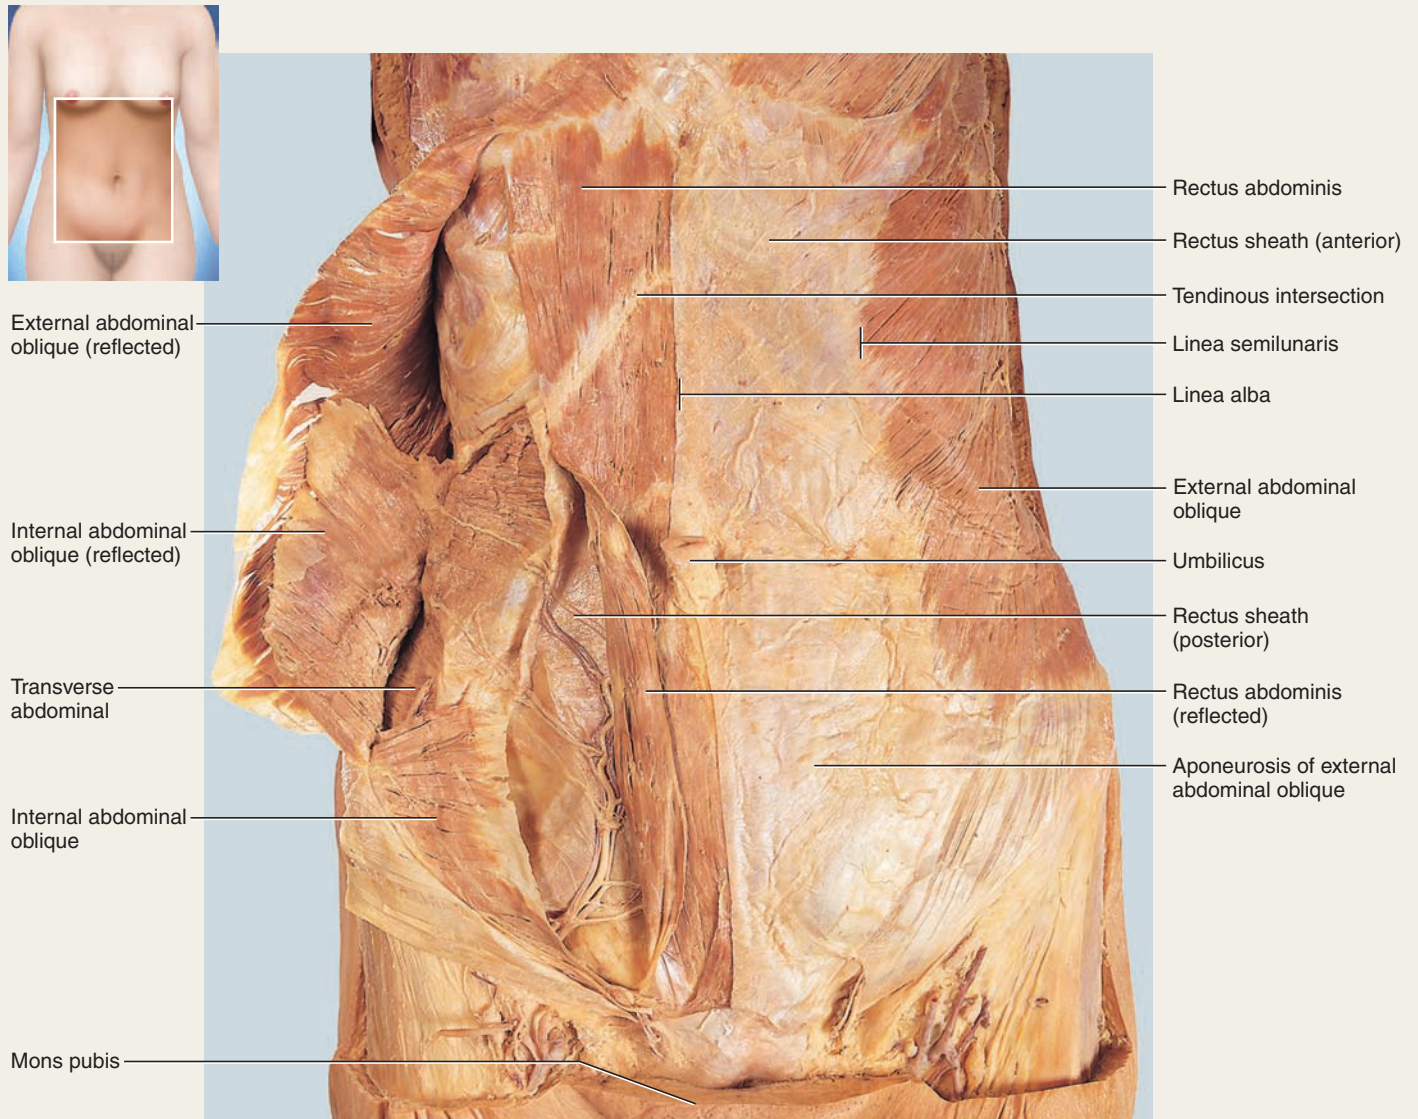 External abdominal
oblique (reflected)
Internal abdominal
oblique (reflected)
Transverse
abdominal
Internal abdominal
oblique
Mons pubis
Rectus abdominis
Rectus sheath (anterior)
Tendinous intersection
Linea semilunaris
Linea alba
External abdominal
oblique
Umbilicus
Rectus sheath
(posterior)
Rectus abdominis
(reflected)
Aponeurosis of external
abdominal oblique